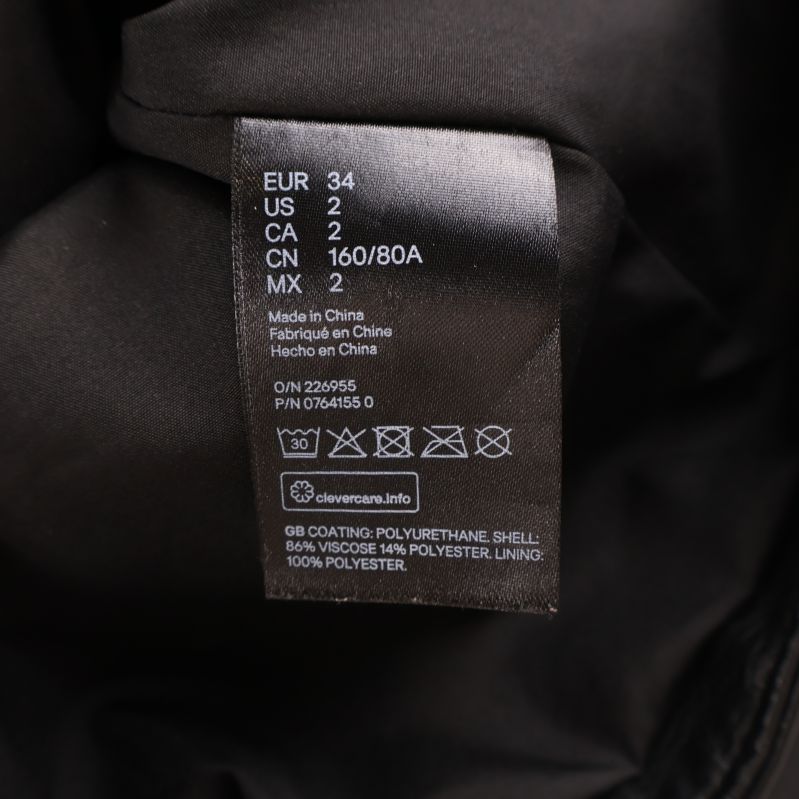 EUR 34
US 2
CA 2
CN 160/80A
MX 2
Made in China
Fabriqué en Chine
Hecho en China
O/N 226955
P/N 0764155 0
30
clevercare.info
GB COATING: POLYURETHANE. SHELL:
86% VISCOSE 14% POLYESTER. LINING:
100% POLYESTER.